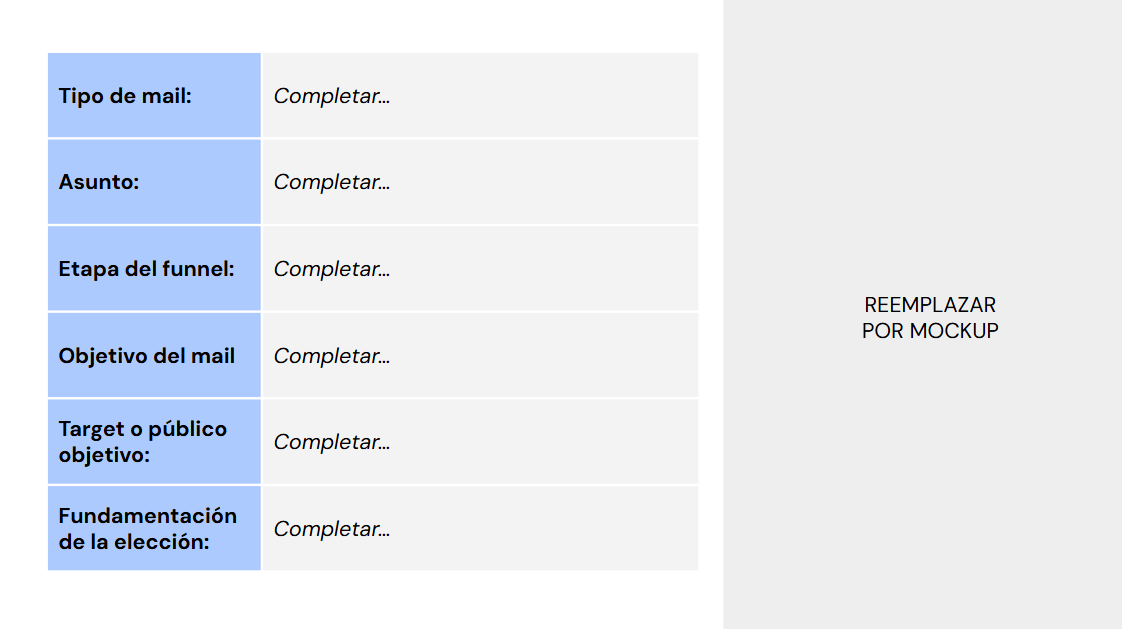 Tipo de mail:
Completar...
Asunto:
Completar...
Etapa del funnel:
Completar...
Objetivo del mail
Completar...
Target o público
objetivo:
Completar...
Fundamentación
de la elección:
Completar...
REEMPLAZAR
POR MOCKUP